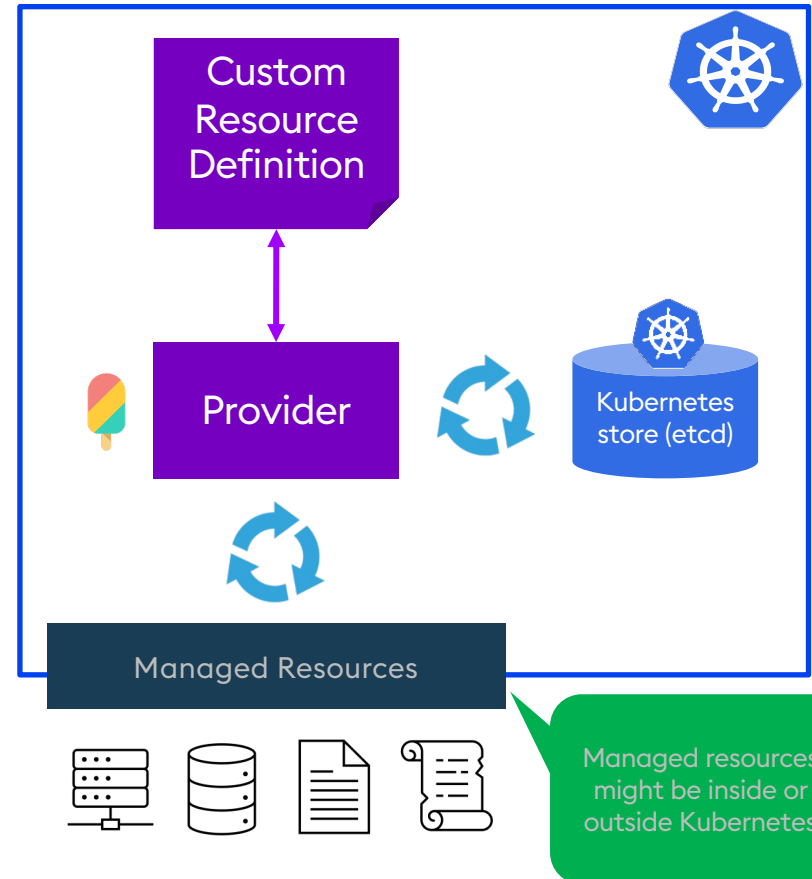 Custom
Resource
Definition
Provider
Kubernetes
store (etcd)
Managed Resources
Managed resources
might be inside or
outside Kubernetes